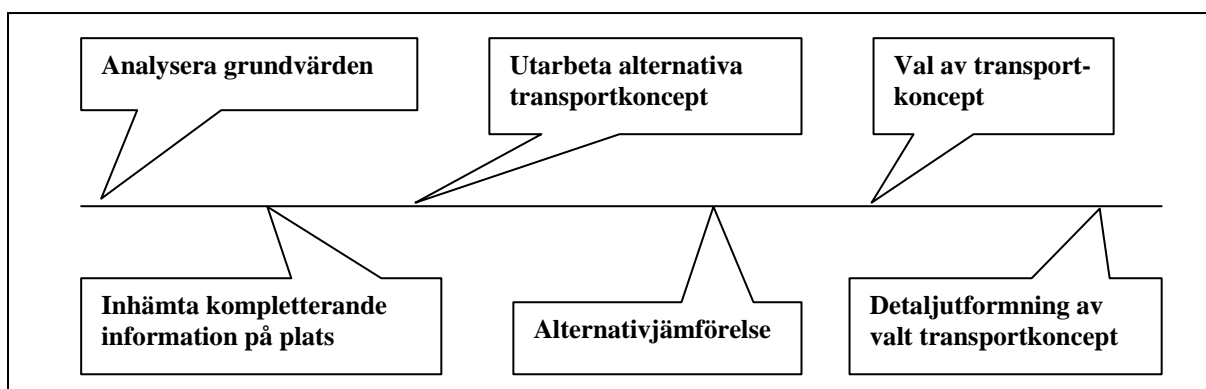 Analysera grundvärden
Utarbeta alternativa
transportkoncept
Val av transport-
koncept
Inhämta kompletterande
information på plats
Alternativjämförelse
Detaljutformning av
valt transportkoncept